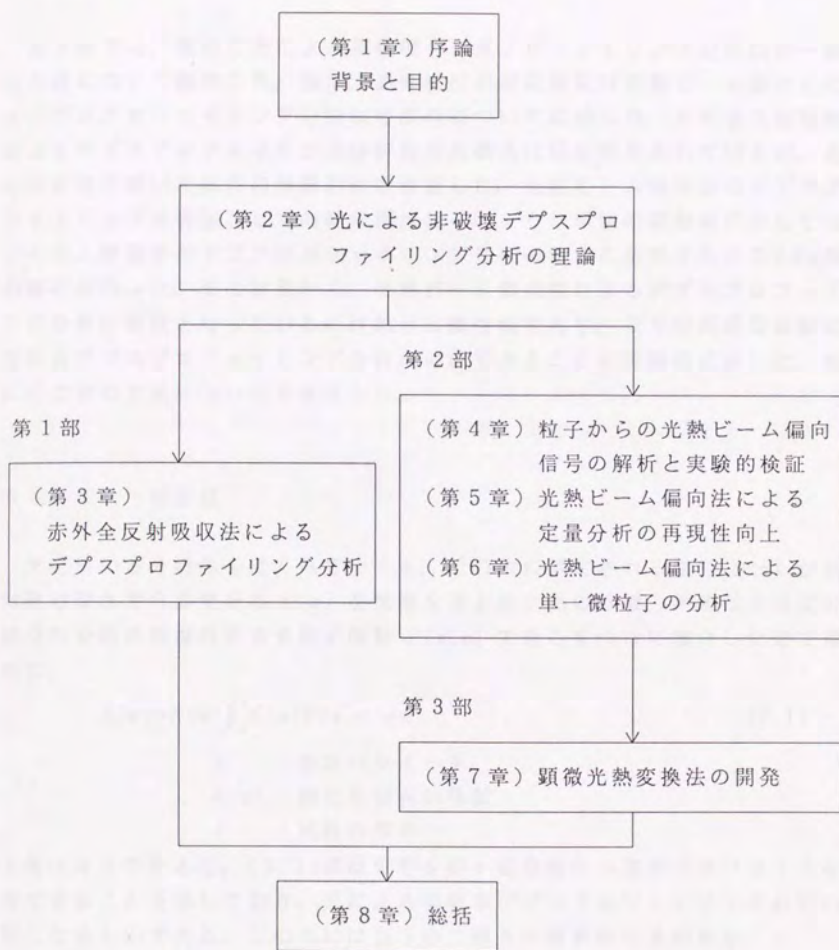 (第1章)序論
背景と目的
(第2章)光による非破壊デプスプロ
ファイリング分析の理論
第1部
(第3章)
赤外全反射吸収法による
デプスプロファイリング分析
第2部
(第4章)粒子からの光熱ビーム偏向
信号の解析と実験的検証
(第5章)光熱ビーム偏向法による
定量分析の再現性向上
(第6章)光熱ビーム偏向法による
単一微粒子の分析
第3部
(第7章)顕微光熱変換法の開発
(第8章)総括